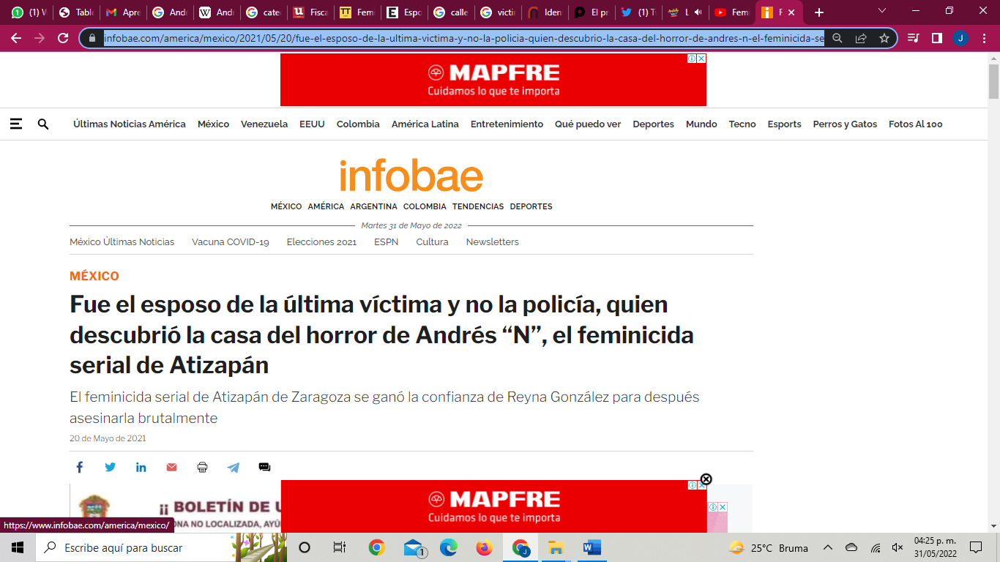 (1) W
Table
Apre
Andr
Andr
cate
Fisca
Femi
Espo
calle
victir
Iden
El pr
(1) Tw
L
Femi
F
infobae.com/america/mexico/2021/05/20/fue-el-esposo-de-la-ultima-victima-y-no-la-policia-quien-descubrio-la-casa-del-horror-de-andres-n-el-feminicida-se
J
MAPFRE
Cuidamos lo que te importa
Últimas Noticias América México Venezuela EEUU Colombia América Latina Entretenimiento Qué puedo ver Deportes Mundo Tecno Esports Perros y Gatos Fotos Al 100
infobae
MÉXICO AMÉRICA ARGENTINA COLOMBIA TENDENCIAS DEPORTES
Martes 31 de Mayo de 2022
México Últimas Noticias Vacuna COVID-19 Elecciones 2021 ESPN Cultura Newsletters
MÉXICO
Fue el esposo de la última víctima y no la policía, quien
descubrió la casa del horror de Andrés “N”, el feminicida
serial de Atizapán
El feminicida serial de Atizapán de Zaragoza se ganó la confianza de Reyna González para después
asesinarla brutalmente
20 de Mayo de 2021
¡¡ BOLETÍN DE U
ONA NO LOCALIZADA, AYÚ
MAPFRE
Cuidamos lo que te importa
https://www.infobae.com/america/mexico/
Escribe aquí para buscar
1
J
25°C Bruma
04:25 p. m.
31/05/2022